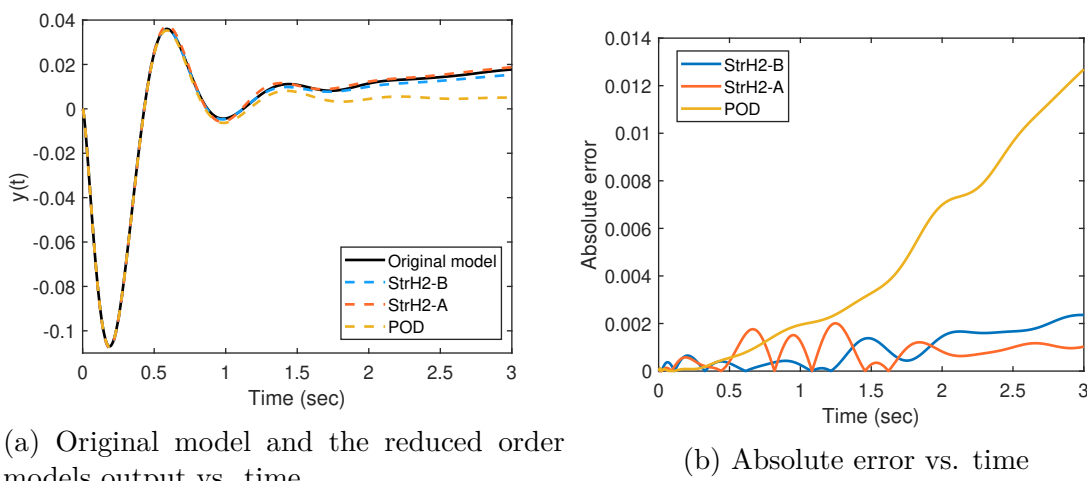 0.04
0.02
0
-0.02
-0.04
-0.06
-0.08
-0.1
y(t)
Original model
StrH2-B
StrH2-A
POD
0 0.5 1 1.5 2 2.5 3
Time (sec)
(a) Original model and the reduced order
models output vs. time
0.014
0.012
0.01
0.008
0.006
0.004
0.002
0
Absolute error
StrH2-B
StrH2-A
POD
0 0.5 1 1.5 2 2.5 3
Time (sec)
(b) Absolute error vs. time